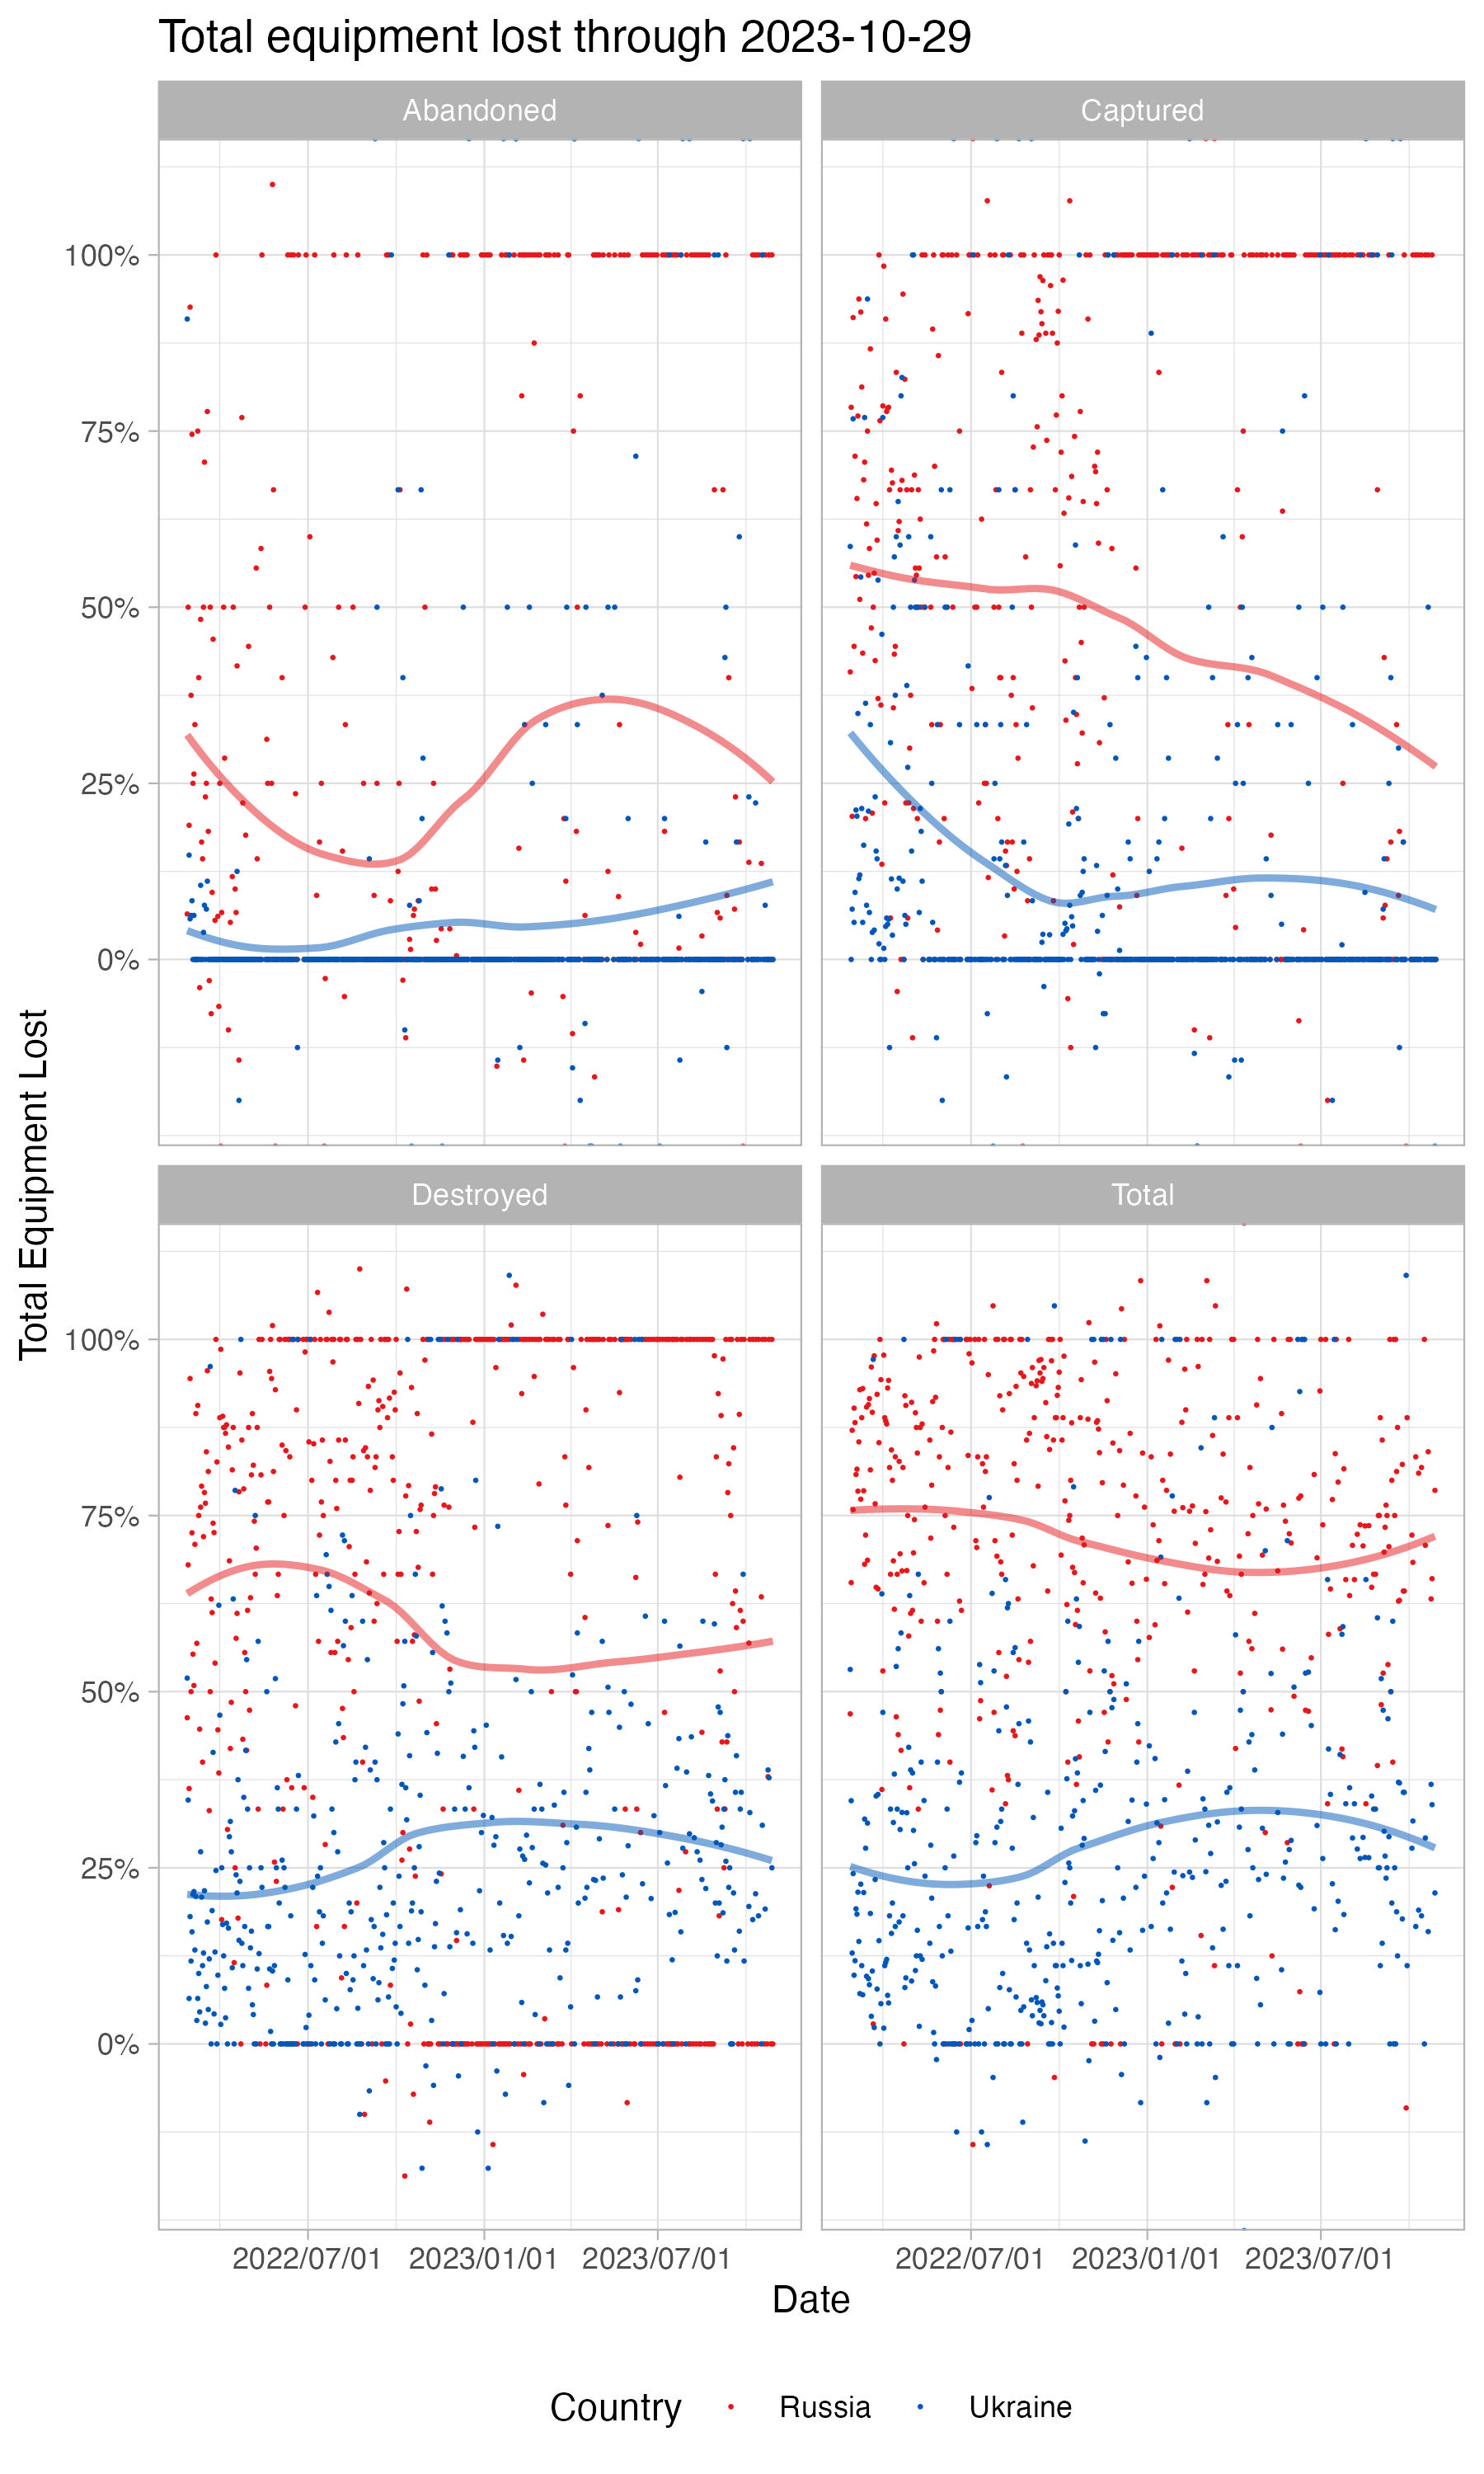 Total equipment lost through 2023-10-29
Abandoned
Captured
100%
75%
50%
25%
0%
Total Equipment Lost
Destroyed
Total
100%
75%
50%
25%
0%
2022/07/01
2023/01/01
2023/07/01
2022/07/01
2023/01/01
2023/07/01
Date
Country
Russia
Ukraine